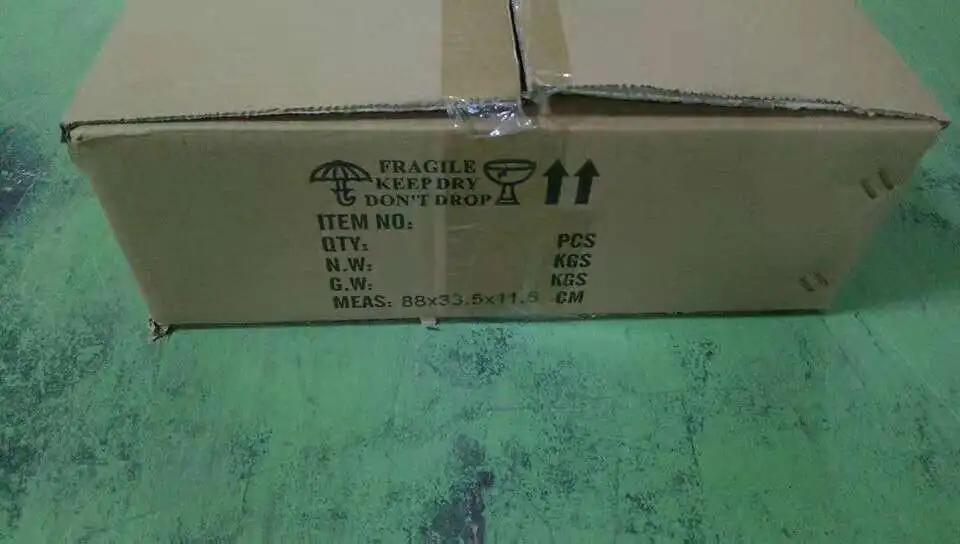 FRAGILE
KEEP DRY
DON'T DROP
ITEM NO:
QTY: PCS
N.W: KGS
G.W: KGS
MEAS: 88x33.5x11.5 CM